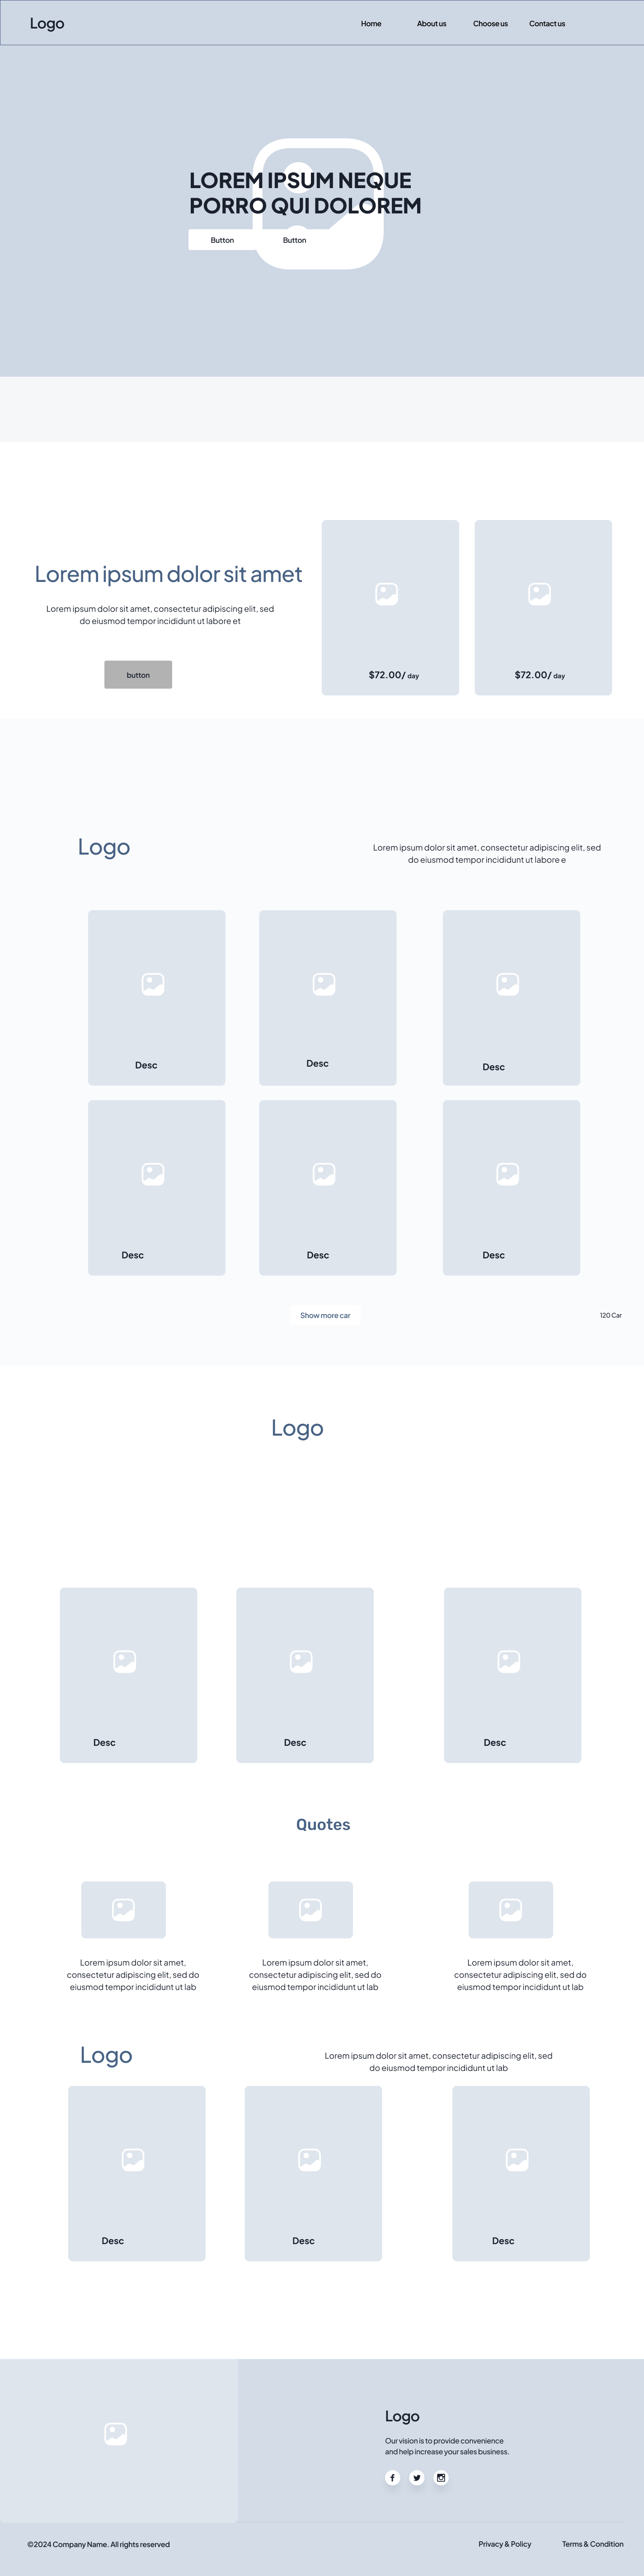 Logo
Home About us Choose us Contact us
LOREM IPSUM NEQUE
PORRO QUI DOLOREM
Button Button
Lorem ipsum dolor sit amet
Lorem ipsum dolor sit amet, consectetur adipiscing elit, sed
do eiusmod tempor incididunt ut labore et
button
$72.00/ day
$72.00/ day
Logo
Lorem ipsum dolor sit amet, consectetur adipiscing elit, sed
do eiusmod tempor incididunt ut labore e
Desc
Desc
Desc
Desc
Desc
Desc
Show more car
120 Car
Logo
Desc
Desc
Desc
Quotes
Lorem ipsum dolor sit amet,
consectetur adipiscing elit, sed do
eiusmod tempor incididunt ut lab
Lorem ipsum dolor sit amet,
consectetur adipiscing elit, sed do
eiusmod tempor incididunt ut lab
Lorem ipsum dolor sit amet,
consectetur adipiscing elit, sed do
eiusmod tempor incididunt ut lab
Logo
Lorem ipsum dolor sit amet, consectetur adipiscing elit, sed
do eiusmod tempor incididunt ut lab
Desc
Desc
Desc
Logo
Our vision is to provide convenience
and help increase your sales business.
©2024 Company Name. All rights reserved
Privacy & Policy
Terms & Condition